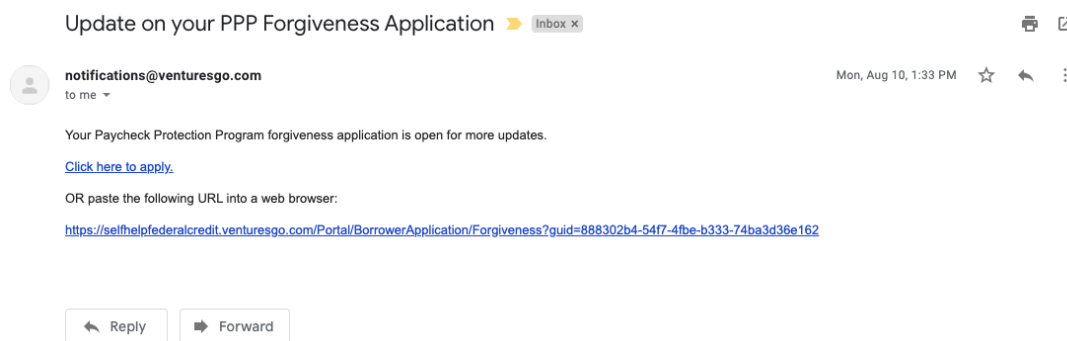 Update on your PPP Forgiveness Application Inbox x
notifications@venturesgo.com Mon, Aug 10, 1:33 PM
to me
Your Paycheck Protection Program forgiveness application is open for more updates.
Click here to apply.
OR paste the following URL into a web browser:
https://selfhelpfederalcredit.venturesgo.com/Portal/BorrowerApplication/Forgiveness?guid=888302b4-54f7-4fbe-b333-74ba3d36e162
Reply Forward